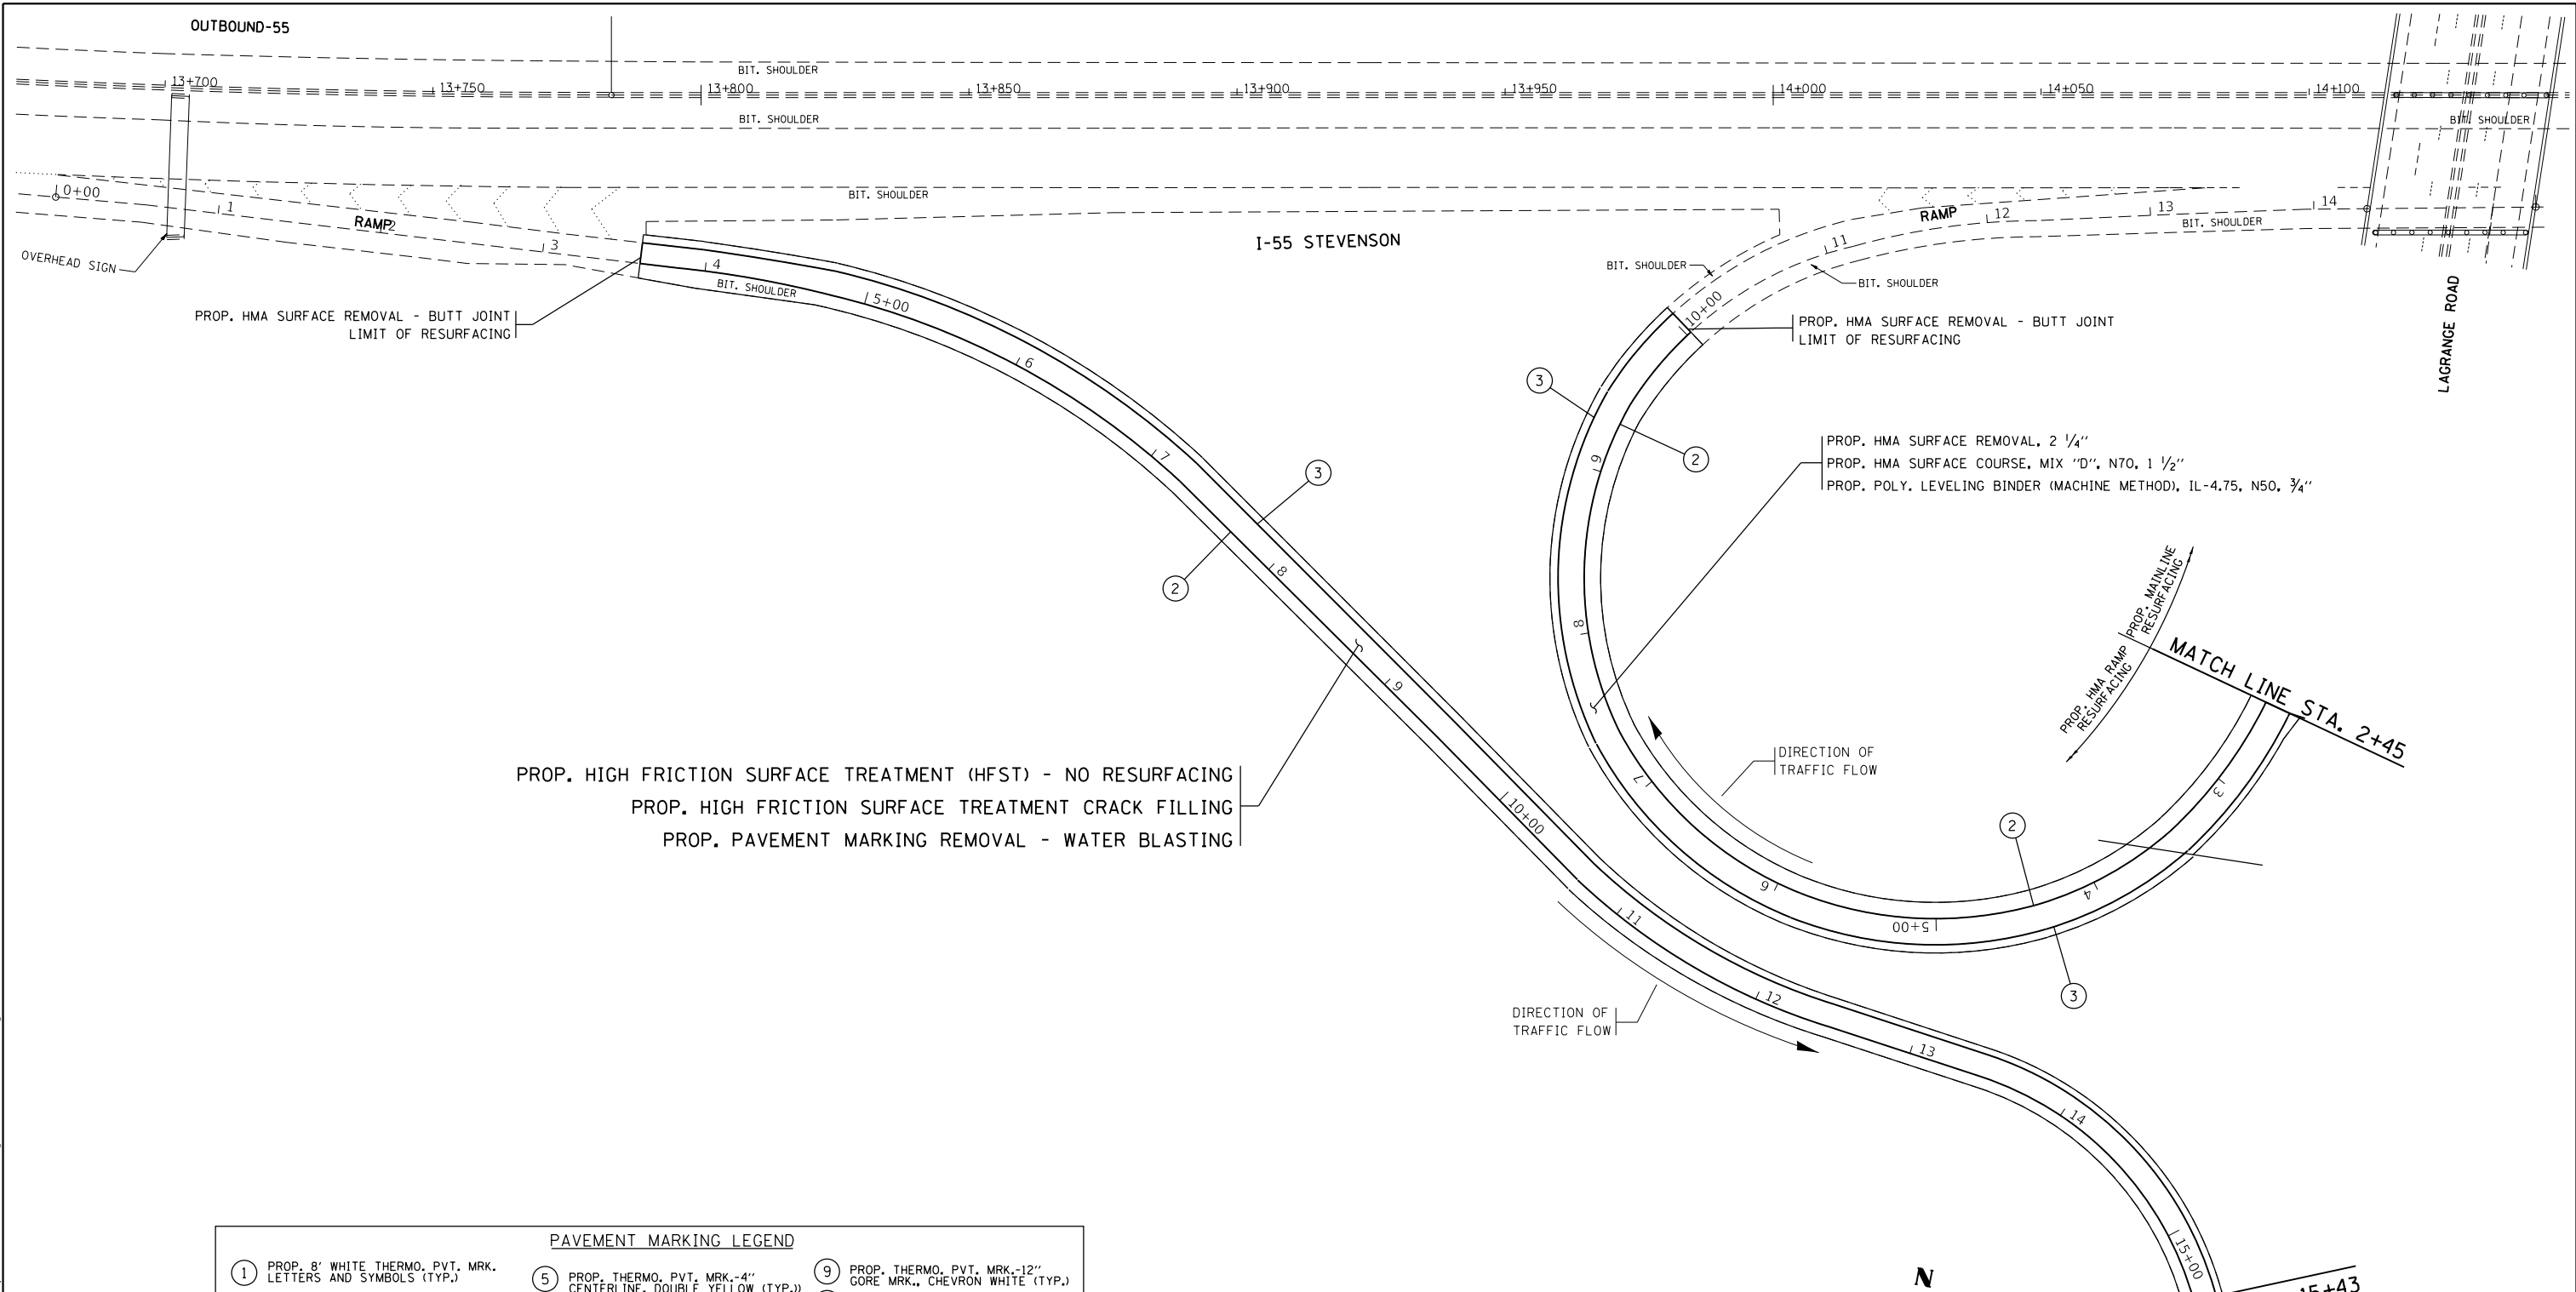 OUTBOUND-55
BIT. SHOULDER
13+700
13+750
13+800
13+850
13+900
13+950
14+000
14+050
14+100
BIT. SHOULDER
BIT. SHOULDER
0+00
1
RAMP
2
3
BIT. SHOULDER
RAMP
11
12
13
14
BIT. SHOULDER
OVERHEAD SIGN
I-55 STEVENSON
4
BIT. SHOULDER
5+00
BIT. SHOULDER
BIT. SHOULDER
LAGRANGE ROAD
PROP. HMA SURFACE REMOVAL - BUTT JOINT
LIMIT OF RESURFACING
10+00
PROP. HMA SURFACE REMOVAL - BUTT JOINT
LIMIT OF RESURFACING
6
7
3
2
3
2
9
PROP. HMA SURFACE REMOVAL, 2 1/4"
PROP. HMA SURFACE COURSE, MIX "D", N70, 1 1/2"
PROP. POLY. LEVELING BINDER (MACHINE METHOD), IL-4.75, N50, 3/4"
8
8
9
PROP. MAINLINE
RESURFACING
PROP. HMA RAMP
RESURFACING
MATCH LINE STA. 2+45
7
DIRECTION OF
TRAFFIC FLOW
3
PROP. HIGH FRICTION SURFACE TREATMENT (HFST) - NO RESURFACING
PROP. HIGH FRICTION SURFACE TREATMENT CRACK FILLING
PROP. PAVEMENT MARKING REMOVAL - WATER BLASTING
10+00
2
6
4
11
5+00
12
3
DIRECTION OF
TRAFFIC FLOW
13
14
15+00
PAVEMENT MARKING LEGEND
1 PROP. 8' WHITE THERMO. PVT. MRK.
LETTERS AND SYMBOLS (TYP.)
5 PROP. THERMO. PVT. MRK.-4"
CENTERLINE, DOUBLE YELLOW (TYP.))
9 PROP. THERMO. PVT. MRK.-12"
GORE MRK., CHEVRON WHITE (TYP.)
N
15+43